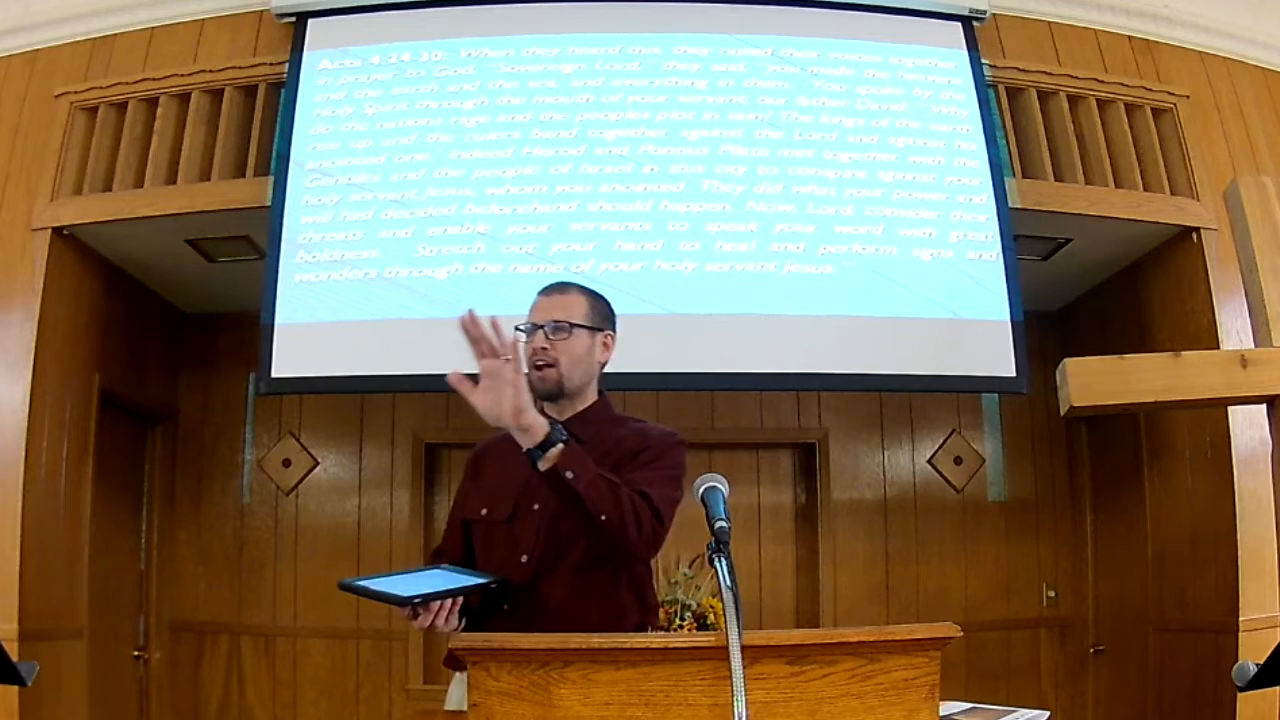 Acts 4:24-30: When they heard this, they raised their voices together
in prayer to God. "Sovereign Lord," they said, "you made the heavens
and the earth and the sea, and everything in them. You spoke by the
Holy Spirit through the mouth of your servant, our father David: "Why
do the nations rage and the peoples plot in vain? The kings of the earth
rise up and the rulers band together against the Lord and against his
anointed one. Indeed Herod and Pontius Pilate met together with the
Gentiles and the people of Israel in this city to conspire against your
holy servant Jesus, whom you anointed. They did what your power and
will had decided beforehand should happen. Now, Lord, consider their
threats and enable your servants to speak your word with great
boldness. Stretch out your hand to heal and perform signs and
wonders through the name of your holy servant Jesus.